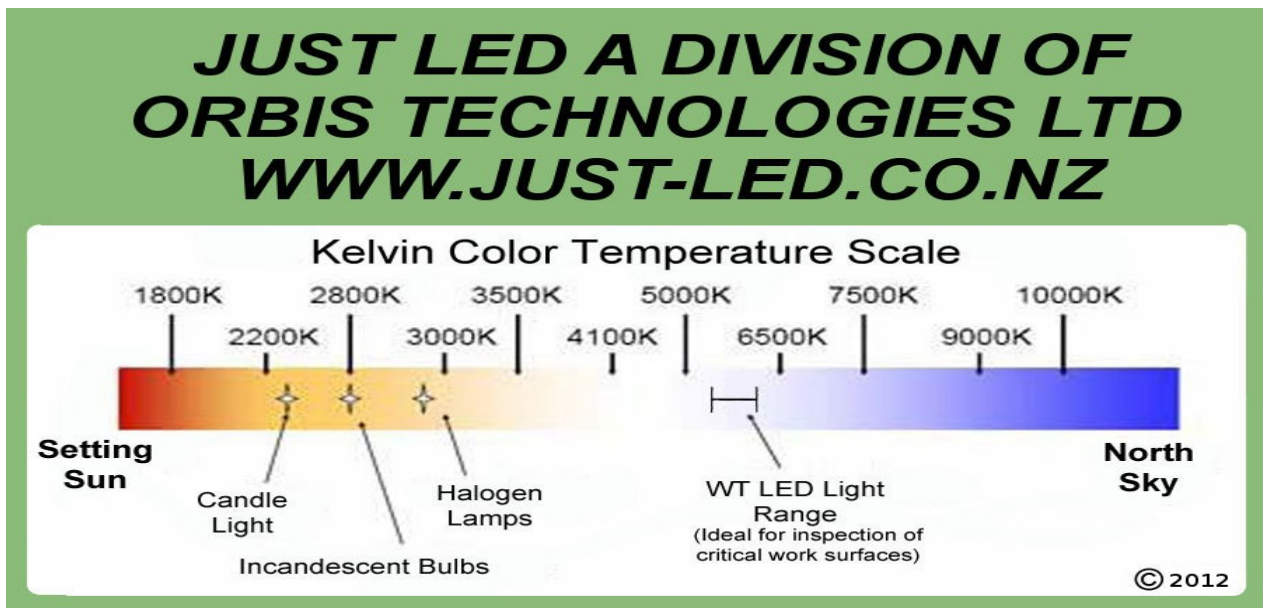 JUST LED A DIVISION OF
ORBIS TECHNOLOGIES LTD
WWW.JUST-LED.CO.NZ
Kelvin Color Temperature Scale
1800K 2800K 3500K 5000K 7500K 10000K
2200K 3000K 4100K 6500K 9000K
Setting
Sun
North
Sky
Candle
Light
Incandescent Bulbs
Halogen
Lamps
WT LED Light
Range
(Ideal for inspection of
critical work surfaces)
© 2012